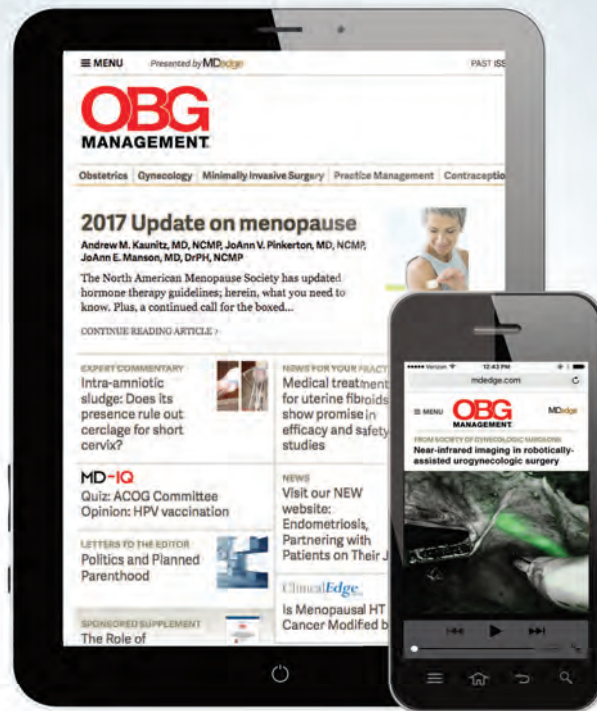 ≡ MENU Presented by MDedge PAST ISS
OBG
MANAGEMENT
Obstetrics Gynecology Minimally Invasive Surgery Practice Management Contraceptio
2017 Update on menopause
Andrew M. Kaunitz, MD, NCMP, JoAnn V. Pinkerton, MD, NCMP,
JoAnn E. Manson, MD, DrPH, NCMP
The North American Menopause Society has updated
hormone therapy guidelines; herein, what you need to
know. Plus, a continued call for the boxed...
CONTINUE READING ARTICLE ›
EXPERT COMMENTARY
Intra-amniotic
sludge: Does its
presence rule out
cerclage for short
cervix?
MD-IQ
Quiz: ACOG Committee
Opinion: HPV vaccination
LETTERS TO THE EDITOR
Politics and Planned
Parenthood
SPONSORED SUPPLEMENT
The Role of
NEWS FOR YOUR PRACT
Medical treatment
for uterine fibroids
show promise in
efficacy and safety
studies
NEWS
Visit our NEW
website:
Endometriosis,
Partnering with
Patients on Their J
ClinicalEdge
Is Menopausal HT
Cancer Modified b
Verizon 12:43 PM
mdedge.com
≡ MENU OBG MDedge
MANAGEMENT
FROM SOCIETY OF GYNECOLOGIC SURGEONS
Near-infrared imaging in robotically-
assisted urogynecologic surgery